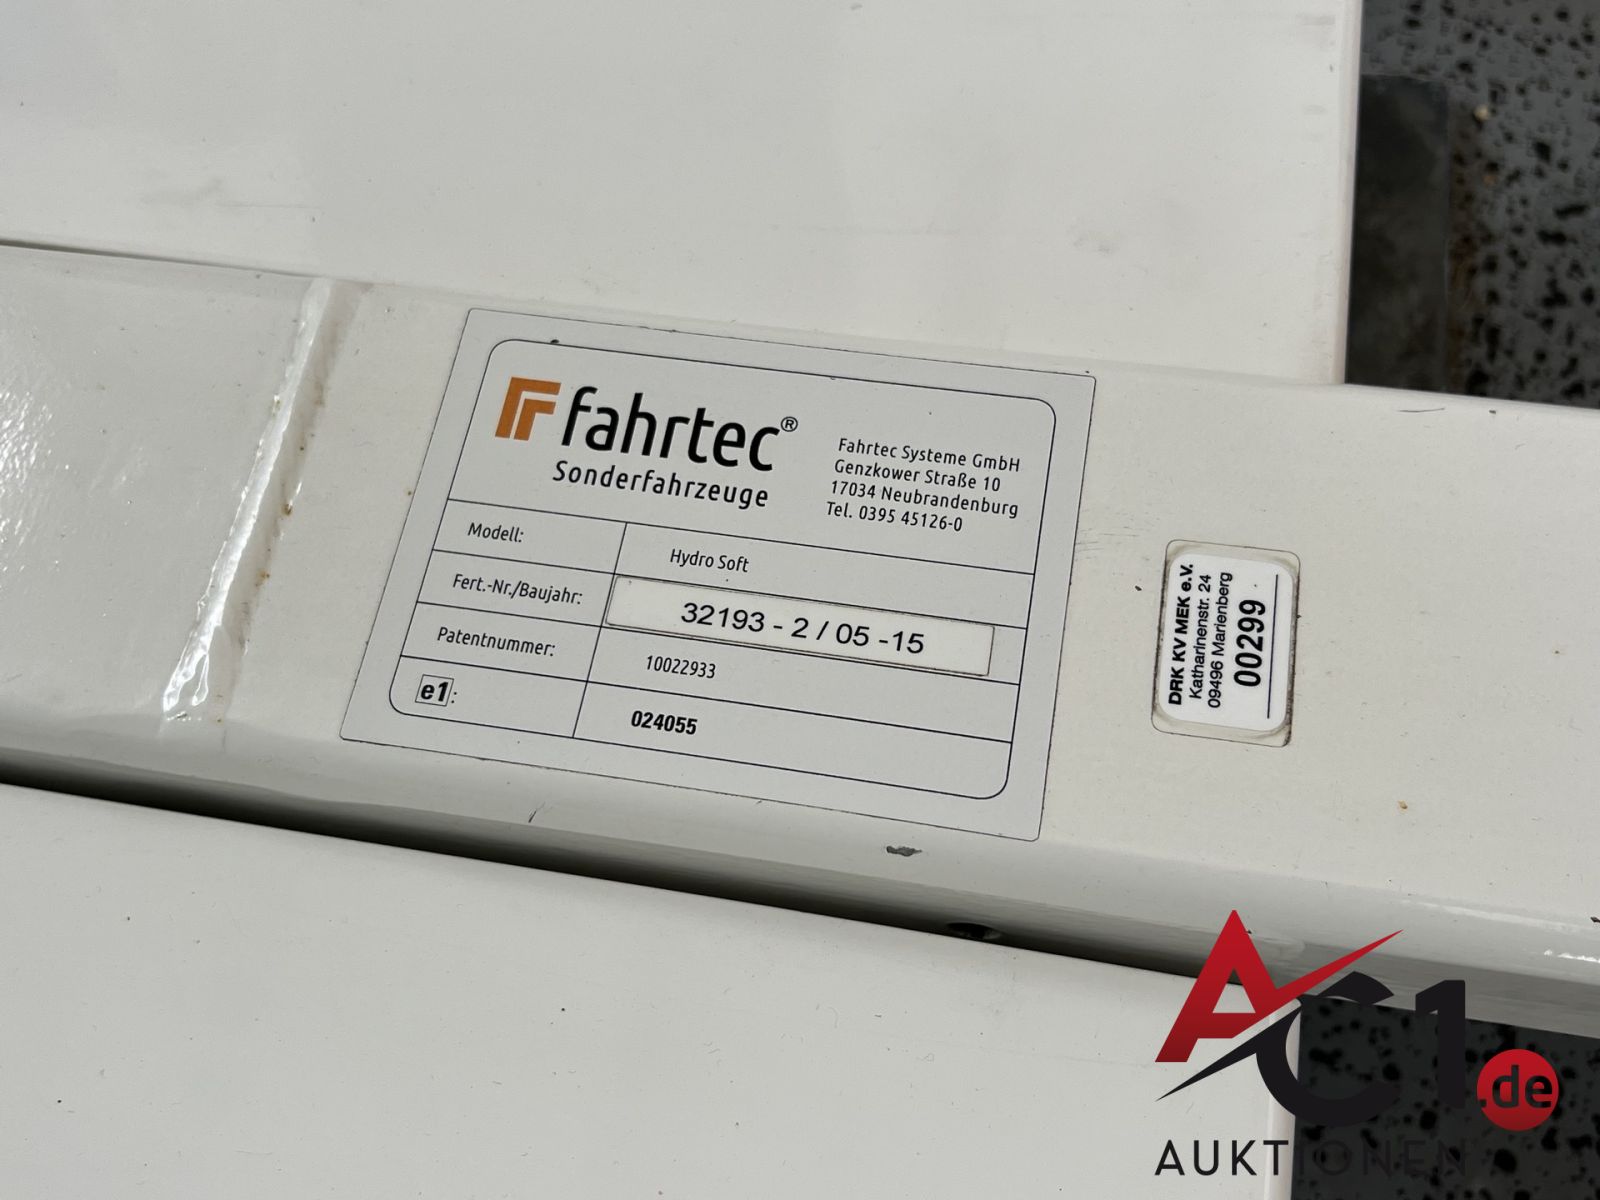 fahrtec®
Sonderfahrzeuge
Fahrtec Systeme GmbH
Genzkower Straße 10
17034 Neubrandenburg
Tel. 0395 45126-0
Modell: Hydro Soft
Fert.-Nr./Baujahr: 32193 - 2 / 05 -15
Patentnummer: 10022933
e1: 024055
DRK KV MEK e.V.
Katharinenstr. 24
09496 Marienberg
00299
AC1.de
AUKTIONEN